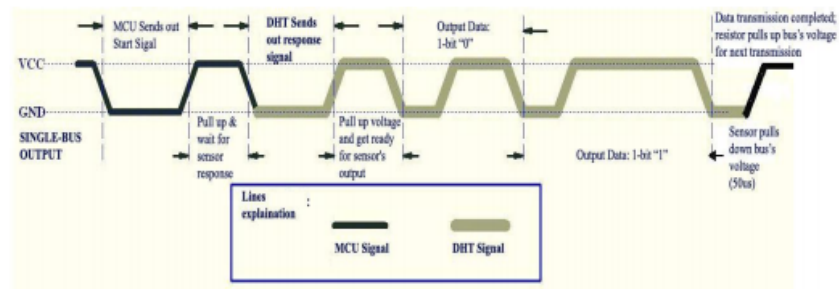 MCU Sends out
Start Sigal
DHT Sends
out response
signal
Output Data:
1-bit "0"
Data transmission completed;
resistor pulls up bus's voltage
for next transmission
VCC
GND
SINGLE-BUS
OUTPUT
Pull up &
wait for
sensor
response
Pull up voltage
and get ready
for sensor's
output
Output Data: 1-bit "1"
Sensor pulls
down bus's
voltage
(50us)
Lines
explaination :
MCU Signal
DHT Signal